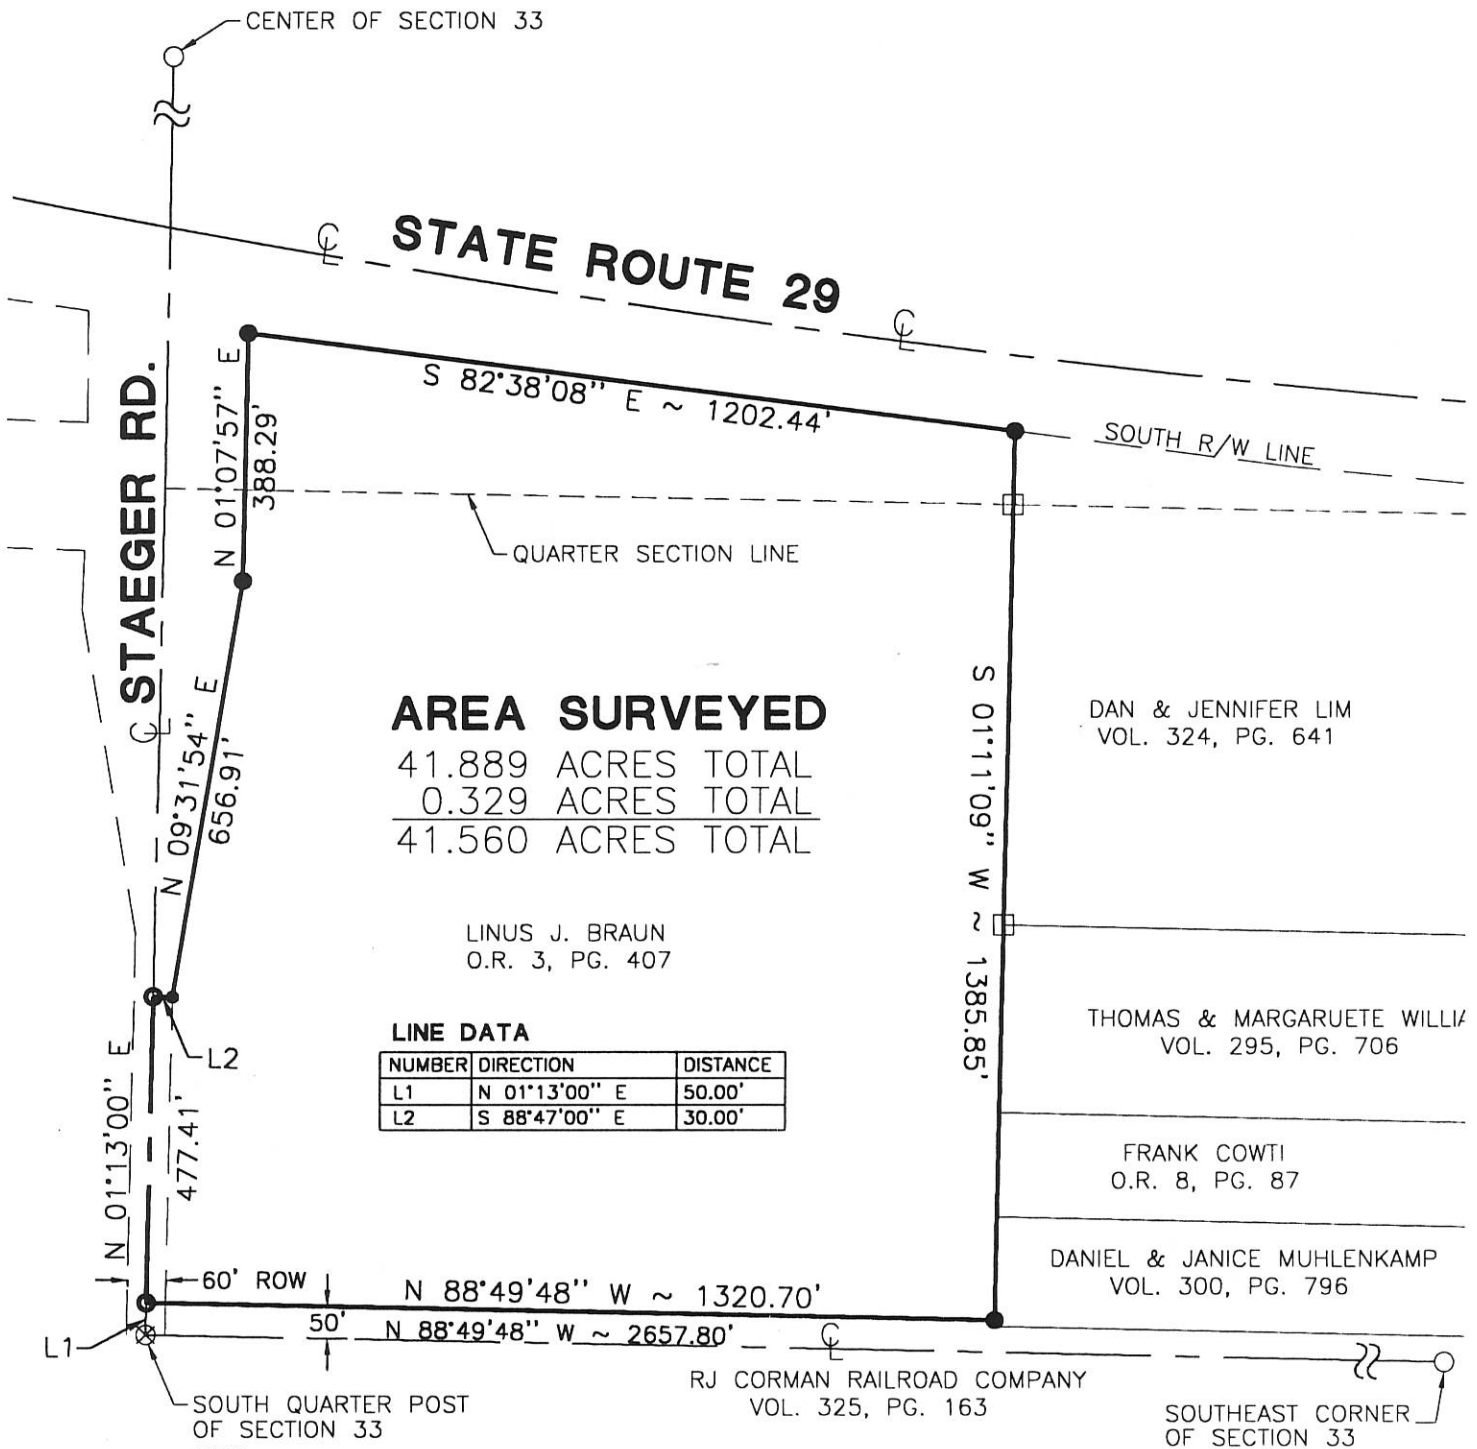 CENTER OF SECTION 33
STATE ROUTE 29
STAEGER RD.
S 82°38'08" E ~ 1202.44'
SOUTH R/W LINE
N 01°07'57" E
388.29'
QUARTER SECTION LINE
N 09°31'54" E
656.91'
AREA SURVEYED
41.889 ACRES TOTAL
0.329 ACRES TOTAL
41.560 ACRES TOTAL
S 01°11'09" W ~ 1385.85'
DAN & JENNIFER LIM
VOL. 324, PG. 641
LINUS J. BRAUN
O.R. 3, PG. 407
THOMAS & MARGARUETE WILLIA
VOL. 295, PG. 706
LINE DATA
NUMBER DIRECTION DISTANCE
L1 N 01°13'00" E 50.00'
L2 S 88°47'00" E 30.00'
L2
N 01°13'00" E
477.41'
FRANK COWTI
O.R. 8, PG. 87
DANIEL & JANICE MUHLENKAMP
VOL. 300, PG. 796
60' ROW
N 88°49'48" W ~ 1320.70'
50'
N 88°49'48" W ~ 2657.80'
L1
RJ CORMAN RAILROAD COMPANY
VOL. 325, PG. 163
SOUTH QUARTER POST
OF SECTION 33
SOUTHEAST CORNER
OF SECTION 33